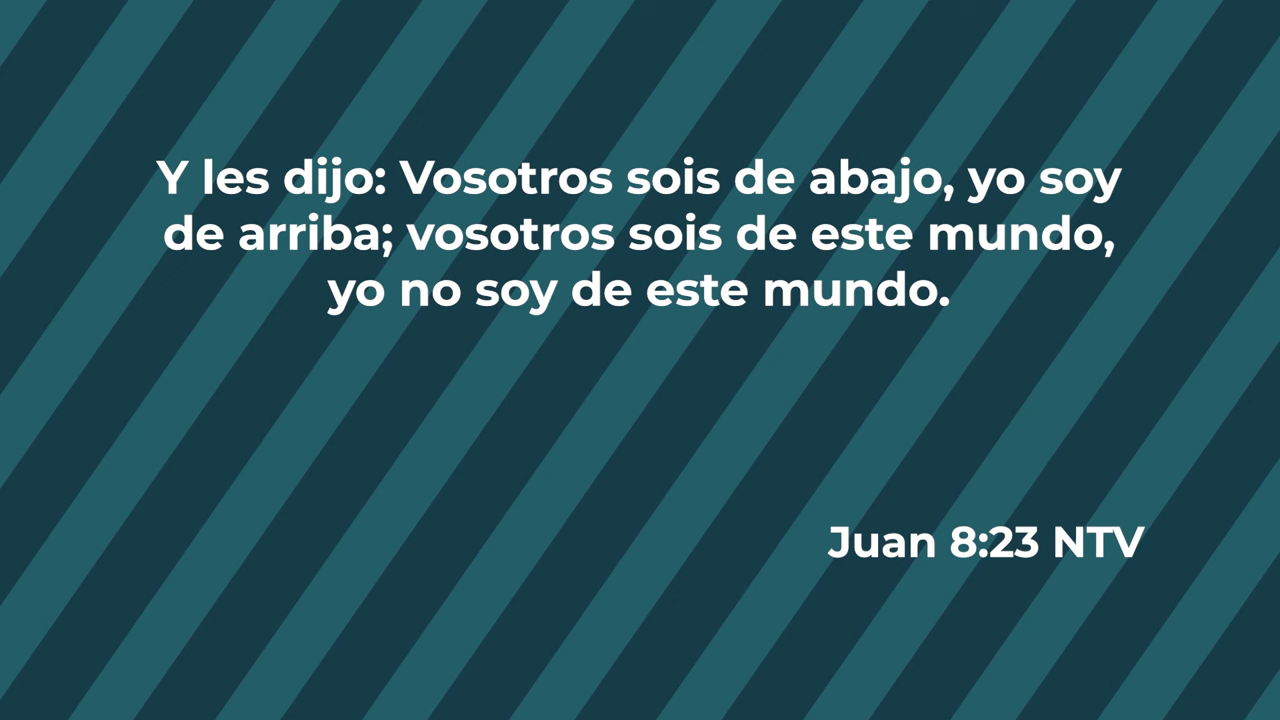 Y les dijo: Vosotros sois de abajo, yo soy
de arriba; vosotros sois de este mundo,
yo no soy de este mundo.
Juan 8:23 NTV